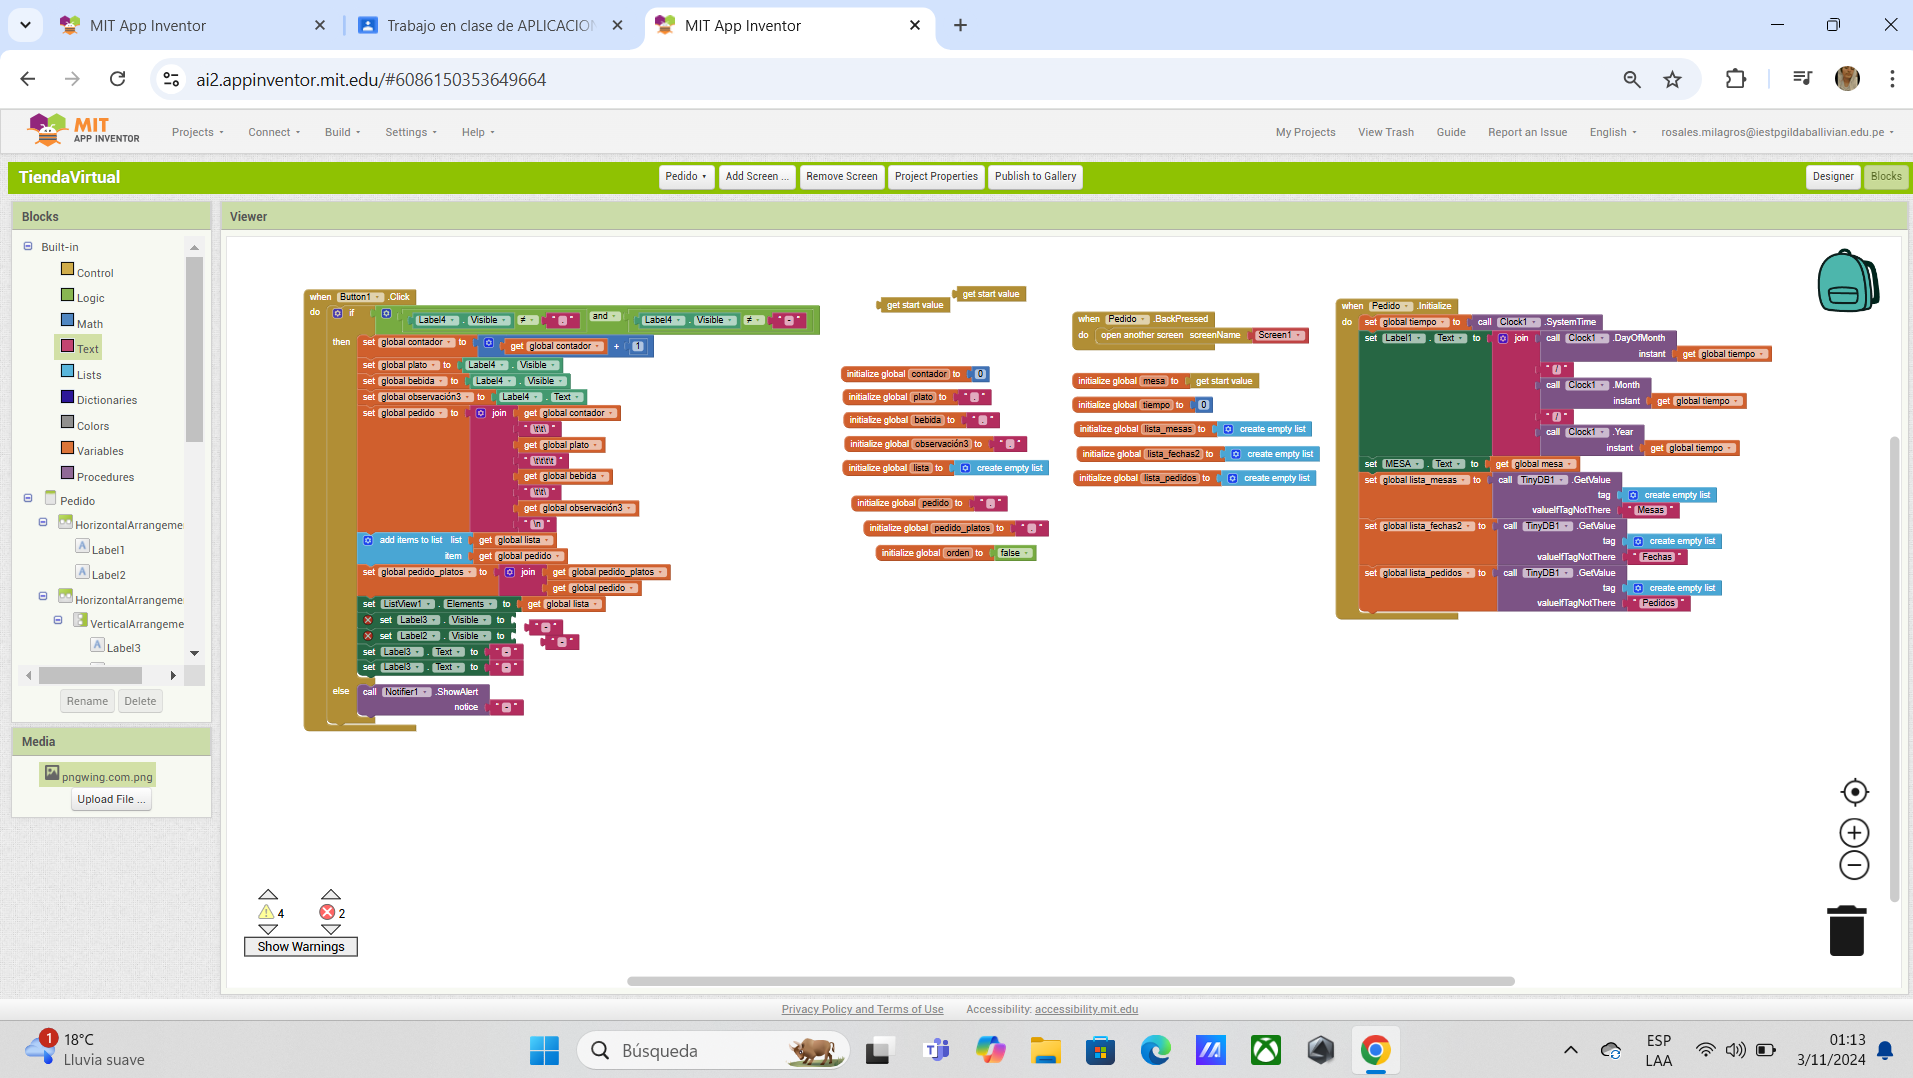 MIT App Inventor
Trabajo en clase de APLICACION
MIT App Inventor
ai2.appinventor.mit.edu/#6086150353649664
MIT
APP INVENTOR
Projects
Connect
Build
Settings
Help
My Projects
View Trash
Guide
Report an Issue
English
rosales.milagros@iestpgildaballivian.edu.pe
TiendaVirtual
Pedido
Add Screen ...
Remove Screen
Project Properties
Publish to Gallery
Designer
Blocks
Blocks
Built-in
Control
Logic
Math
Text
Lists
Dictionaries
Colors
Variables
Procedures
Pedido
HorizontalArrangeme
Label1
Label2
HorizontalArrangeme
VerticalArrangeme
Label3
Rename
Delete
Media
pngwing.com.png
Upload File ...
Viewer
when Button1 .Click
do if Label4 . Visible ≠ " . " and Label4 . Visible ≠ " - "
then set global contador to get global contador + 1
set global plato to Label4 . Visible
set global bebida to Label4 . Visible
set global observación3 to Label4 . Text
set global pedido to join get global contador
" \t\t\ "
get global plato
" \t\t\t\t "
get global bebida
" \t\t\ "
get global observación3
" \n "
add items to list list get global lista
item get global pedido
set global pedido_platos to join get global pedido_platos
get global pedido
set ListView1 . Elements to get global lista
set Label3 . Visible to
" - "
set Label2 . Visible to
" - "
set Label3 . Text to " - "
set Label3 . Text to " - "
else call Notifier1 .ShowAlert
notice " - "
get start value
get start value
initialize global contador to 0
initialize global plato to " . "
initialize global bebida to " . "
initialize global observación3 to " . "
initialize global lista to create empty list
initialize global pedido to " . "
initialize global pedido_platos to " . "
initialize global orden to false
when Pedido .BackPressed
do open another screen screenName Screen1
initialize global mesa to get start value
initialize global tiempo to 0
initialize global lista_mesas to create empty list
initialize global lista_fechas2 to create empty list
initialize global lista_pedidos to create empty list
when Pedido .Initialize
do set global tiempo to call Clock1 .SystemTime
set Label1 . Text to join call Clock1 .DayOfMonth
instant get global tiempo
" / "
call Clock1 .Month
instant get global tiempo
" / "
call Clock1 .Year
instant get global tiempo
set MESA . Text to get global mesa
set global lista_mesas to call TinyDB1 .GetValue
tag create empty list
valueIfTagNotThere " Mesas "
set global lista_fechas2 to call TinyDB1 .GetValue
tag create empty list
valueIfTagNotThere " Fechas "
set global lista_pedidos to call TinyDB1 .GetValue
tag create empty list
valueIfTagNotThere " Pedidos "
4
2
Show Warnings
Privacy Policy and Terms of Use
Accessibility: accessibility.mit.edu
1
18°C
Lluvia suave
Búsqueda
ESP
LAA
01:13
3/11/2024